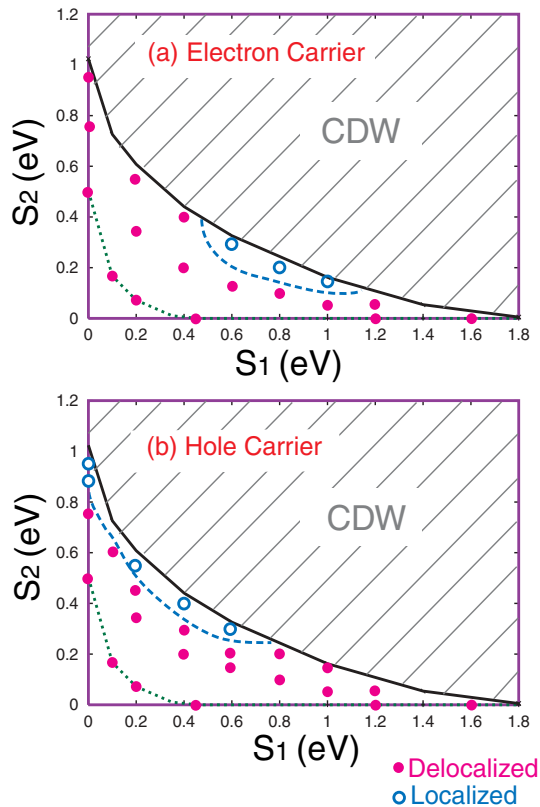 1.2
(a) Electron Carrier
1
0.8
CDW
0.6
S2 (eV)
0.4
0.2
0
0 0.2 0.4 0.6 0.8 1 1.2 1.4 1.6 1.8
S1 (eV)
1.2
(b) Hole Carrier
1
0.8
CDW
0.6
S2 (eV)
0.4
0.2
0
0 0.2 0.4 0.6 0.8 1 1.2 1.4 1.6 1.8
S1 (eV)
Delocalized
Localized